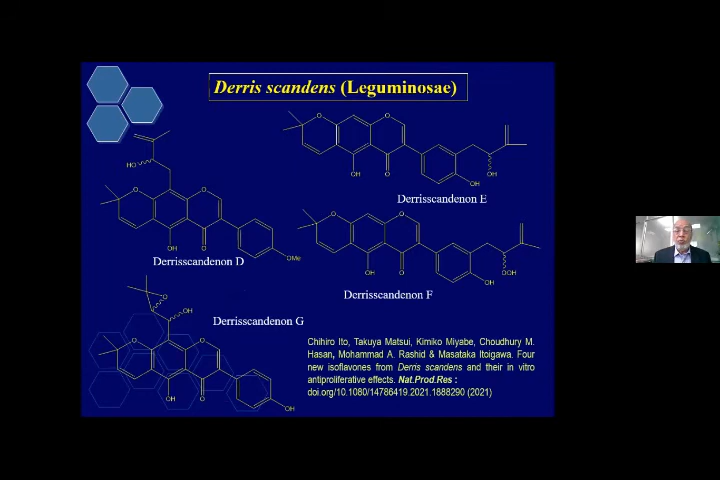 Derris scandens (Leguminosae)
O
O
OH
O
OH
OH
Derrisscandenon E
HO
O
O
OH
O
OMe
Derrisscandenon D
O
O
OH
O
OH
OOH
Derrisscandenon F
O
OH
Derrisscandenon G
O
O
OH
O
OH
Chihiro Ito, Takuya Matsui, Kimiko Miyabe, Choudhury M.
Hasan, Mohammad A. Rashid & Masataka Itoigawa. Four
new isoflavones from Derris scandens and their in vitro
antiproliferative effects. Nat.Prod.Res :
doi.org/10.1080/14786419.2021.1888290 (2021)